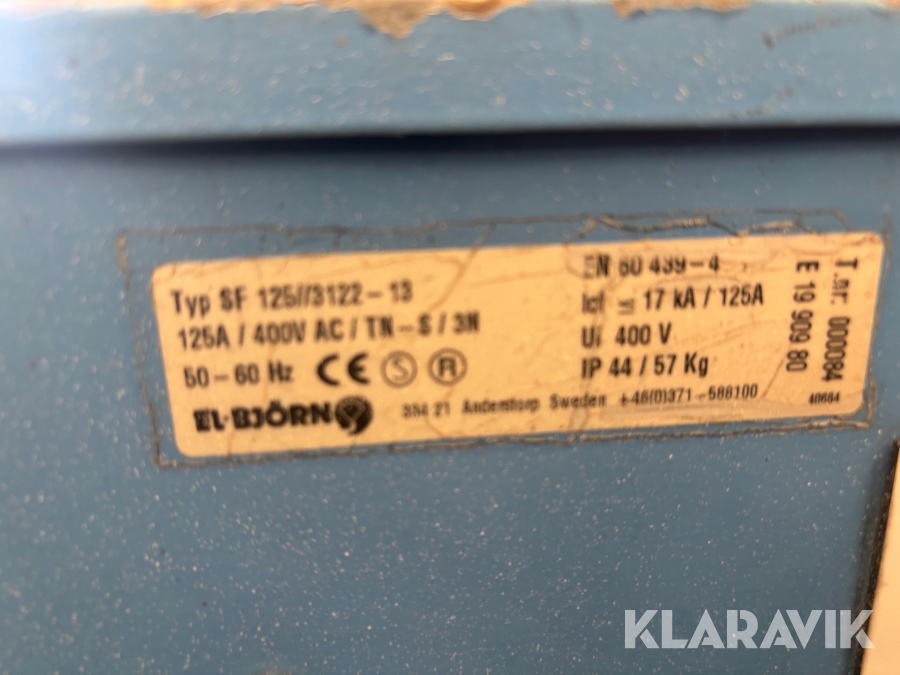 Typ SF 125//3122-13
125A / 400V AC / TN-S / 3N
50-60 Hz CE S R
EL·BJÖRN
EN 60 439-4
Icf ≤ 17 kA / 125A
Ui 400 V
IP 44 / 57 Kg
334 21 Anderstorp Sweden +46(0)371-588100
T.nr. 000084
E 19 909 80
40664
KLARAVIK